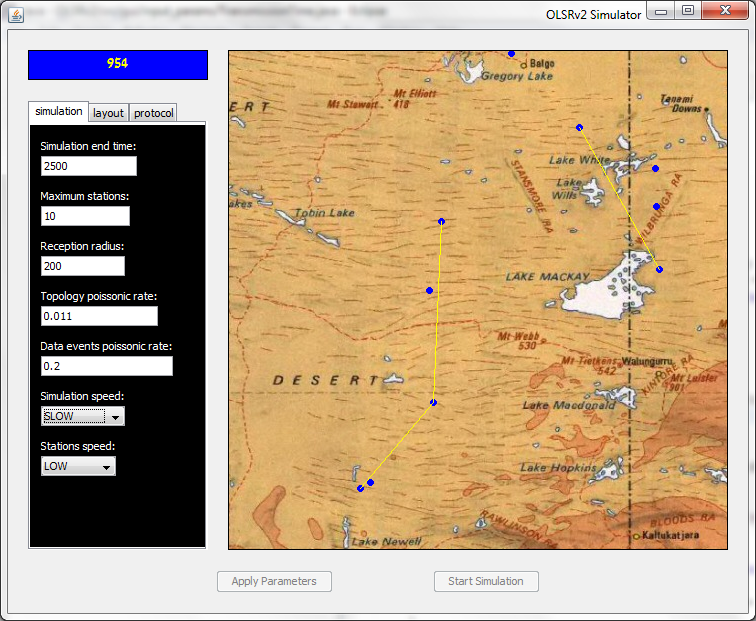 OLSRv2 Simulator
954
simulation layout protocol
Simulation end time:
2500
Maximum stations:
10
Reception radius:
200
Topology poissonic rate:
0.011
Data events poissonic rate:
0.2
Simulation speed:
SLOW
Stations speed:
LOW
Balgo
Gregory Lake
Mt Elliott
418
Mt Stewart
ERT
Tanami
Downs
Lake White
STANSMORE RA
Lake
Wills
akes
Tobin Lake
WILBRUNGA RA
LAKE MACKAY
Mt Webb
530
Mt Tietkens
542
Walungurru
KINTORE RA
Mt Leisler
901
DESERT
Lake Macdonald
Lake Hopkins
RAWLINSON RA
BLOODS RA
Kaltukatjara
Lake Newell
Apply Parameters Start Simulation